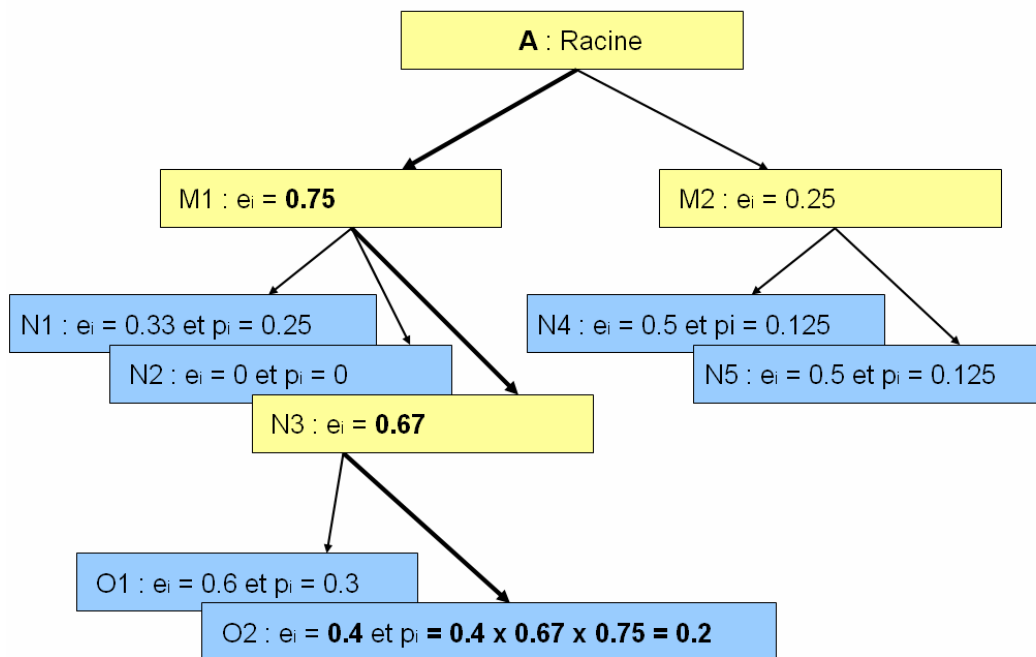 A : Racine
M1 : ei = 0.75
M2 : ei = 0.25
N1 : ei = 0.33 et pi = 0.25
N4 : ei = 0.5 et pi = 0.125
N2 : ei = 0 et pi = 0
N5 : ei = 0.5 et pi = 0.125
N3 : ei = 0.67
O1 : ei = 0.6 et pi = 0.3
O2 : ei = 0.4 et pi = 0.4 x 0.67 x 0.75 = 0.2